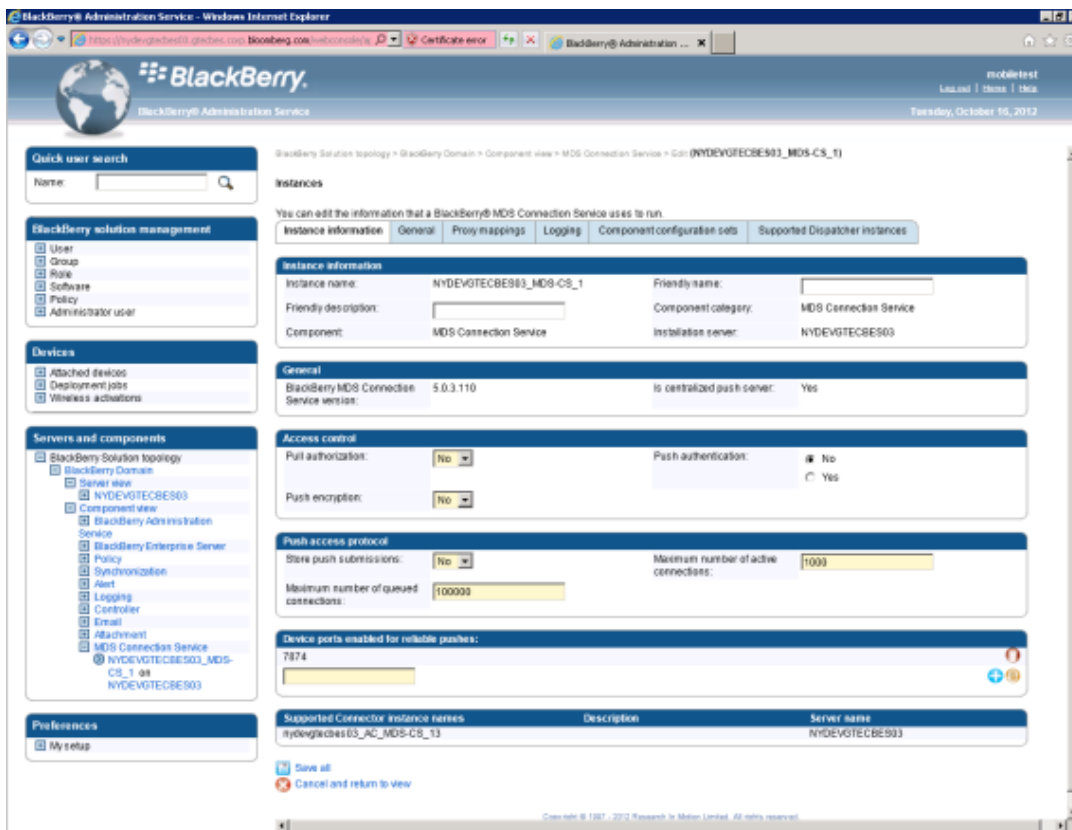 BlackBerry® Administration Service - Windows Internet Explorer
Certificate error
BlackBerry® Administration ...
BlackBerry.
BlackBerry® Administration Service
mobiletest
Log out | Home | Help
Tuesday, October 16, 2012
Quick user search
Name:
BlackBerry solution management
User
Group
Role
Software
Policy
Administrator user
Devices
Attached devices
Deployment jobs
Wireless activations
Servers and components
BlackBerry Solution topology
BlackBerry Domain
Server view
NYDEVGTECBES03
Component view
BlackBerry Administration
Service
BlackBerry Enterprise Server
Policy
Synchronization
Alert
Logging
Controller
Email
Attachment
MDS Connection Service
NYDEVGTECBES03_MDS-
CS_1 on
NYDEVGTECBES03
Preferences
My setup
BlackBerry Solution topology > BlackBerry Domain > Component view > MDS Connection Service > Edit (NYDEVGTECBES03_MDS-CS_1)
Instances
You can edit the information that a BlackBerry® MDS Connection Service uses to run.
Instance information General Proxy mappings Logging Component configuration sets Supported Dispatcher instances
Instance information
Instance name: NYDEVGTECBES03_MDS-CS_1 Friendly name:
Friendly description: Component category: MDS Connection Service
Component: MDS Connection Service Installation server: NYDEVGTECBES03
General
BlackBerry MDS Connection 5.0.3.110 Is centralized push server: Yes
Service version:
Access control
Pull authorization: No Push authentication: No
Yes
Push encryption: No
Push access protocol
Store push submissions: No Maximum number of active 1000
connections:
Maximum number of queued 100000
connections:
Device ports enabled for reliable pushes:
7874
Supported Connector instance names Description Server name
nydevgtecbes03_AC_MDS-CS_13 NYDEVGTECBES03
Save all
Cancel and return to view
Copyright © 1997 - 2012 Research In Motion Limited. All rights reserved.